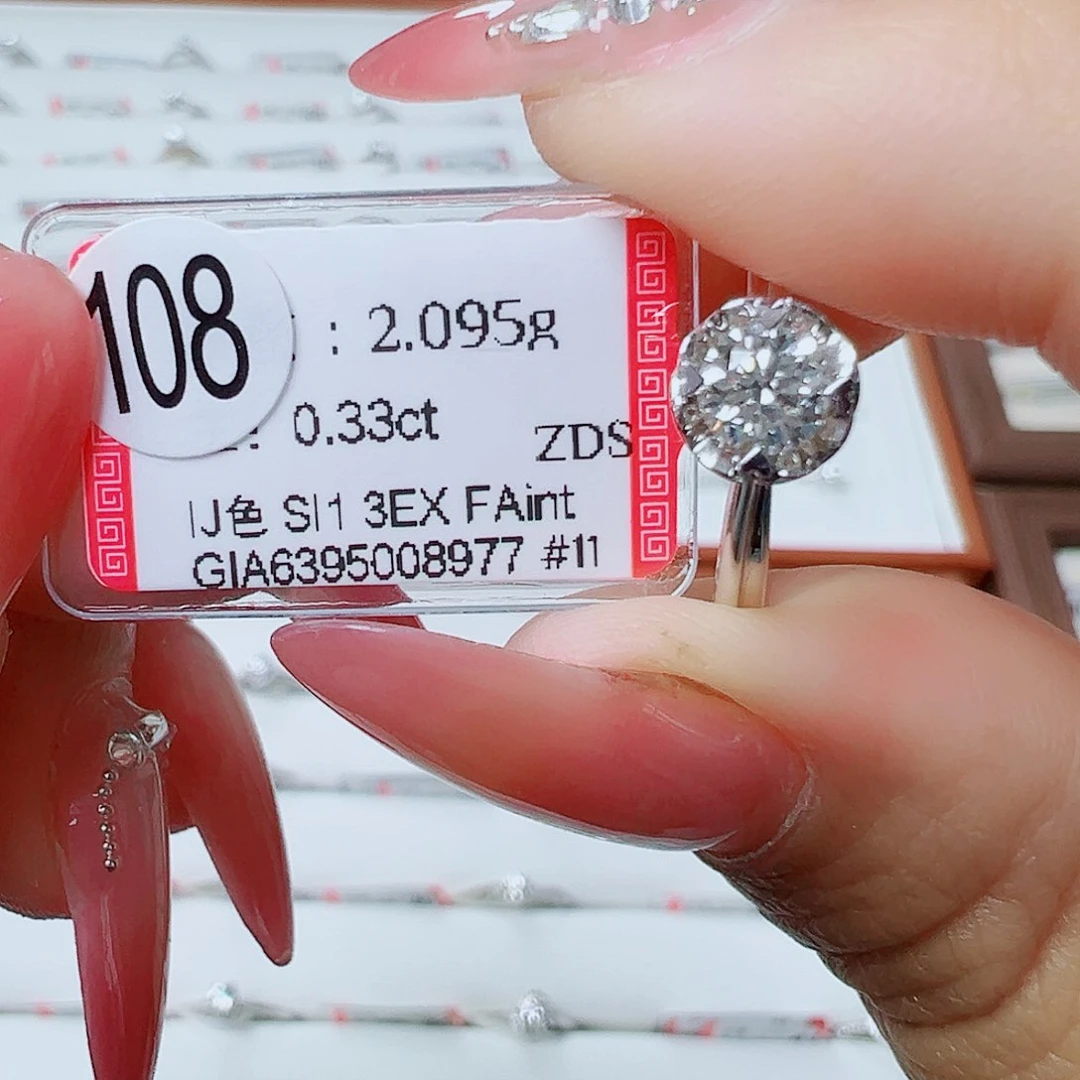 108
: 2.095g
: 0.33ct
ZDS
IJ色 SI1 3EX FAint
GIA6395008977 #11